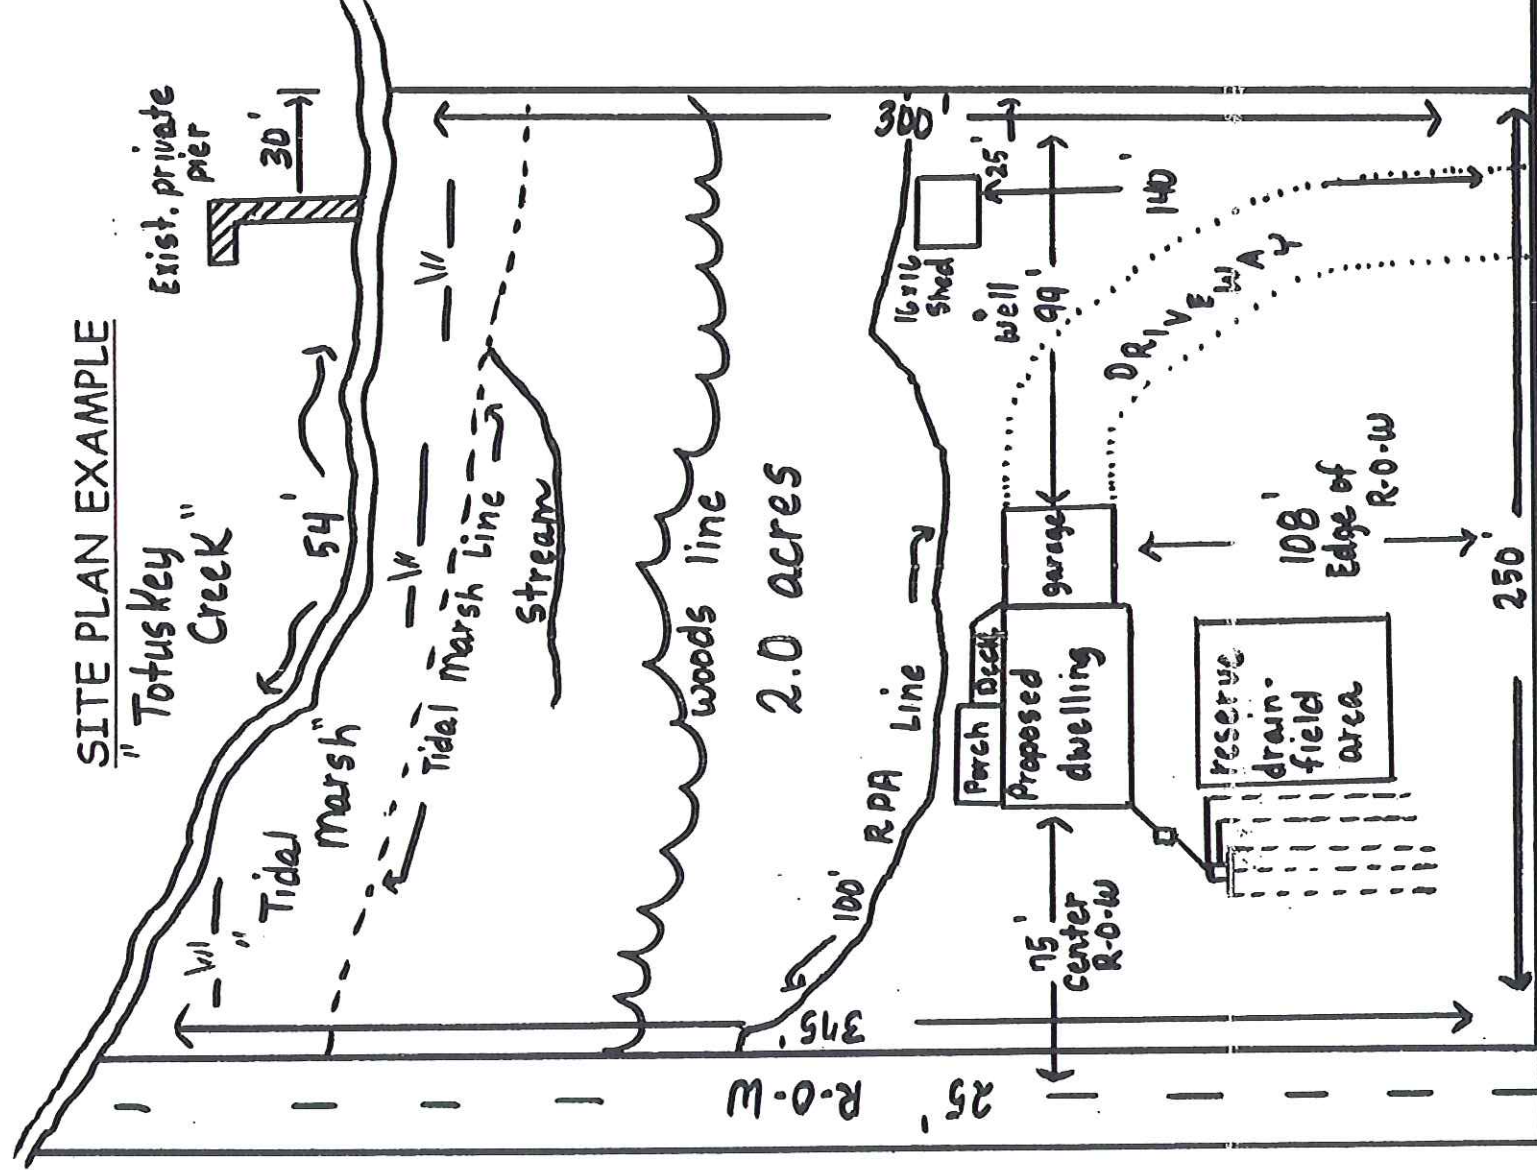 SITE PLAN EXAMPLE
"Totuskey
Creek"
Exist. private
pier
30'
54'
"Tidal
Marsh"
Tidal Marsh Line
stream
woods line
2.0 acres
300'
375'
25'
R-O-W
100'
RPA Line
16x16
Shed
25'
140'
well
99'
DRIVEWAY
garage
Deck
Porch
Proposed
dwelling
75'
Center
R-O-W
108'
Edge of
R-O-W
reserve
drain-
field
area
250'